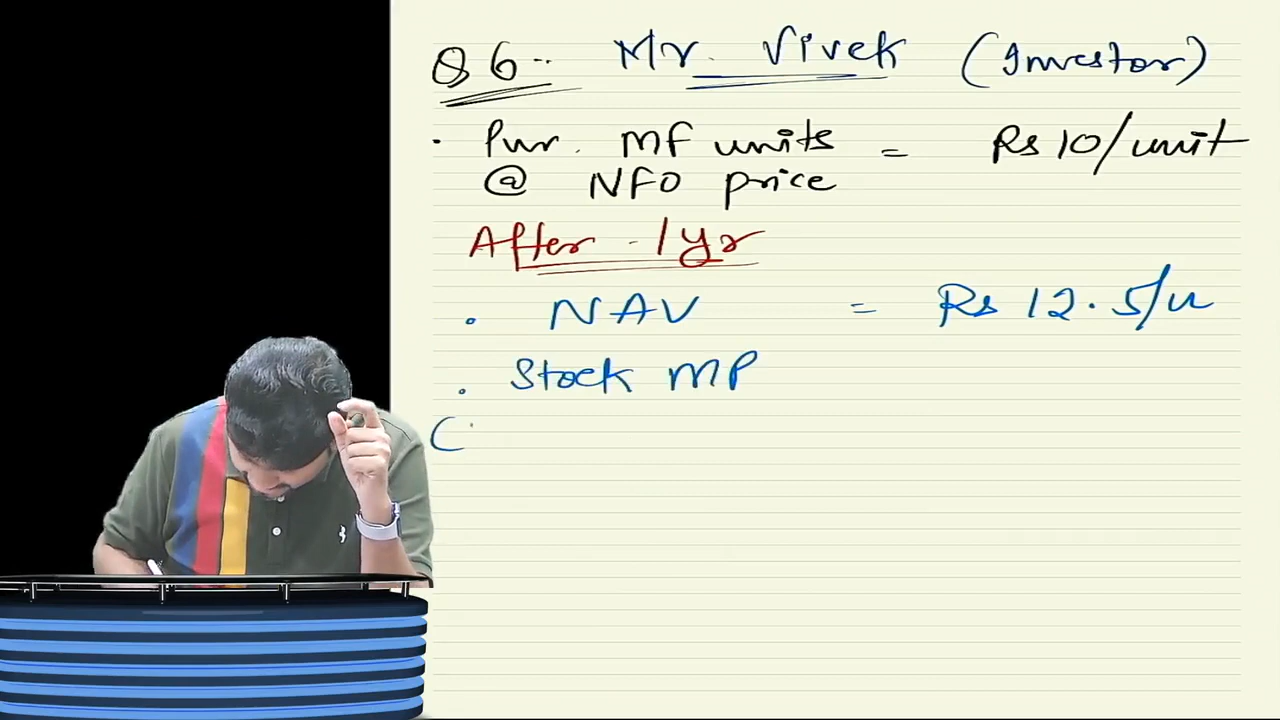 Q6.. Mr. Vivek (Investor)
• Pur. MF units = Rs 10/unit
@ NFO price
After - 1yr
• NAV = Rs 12.5/u
• Stock MP
(